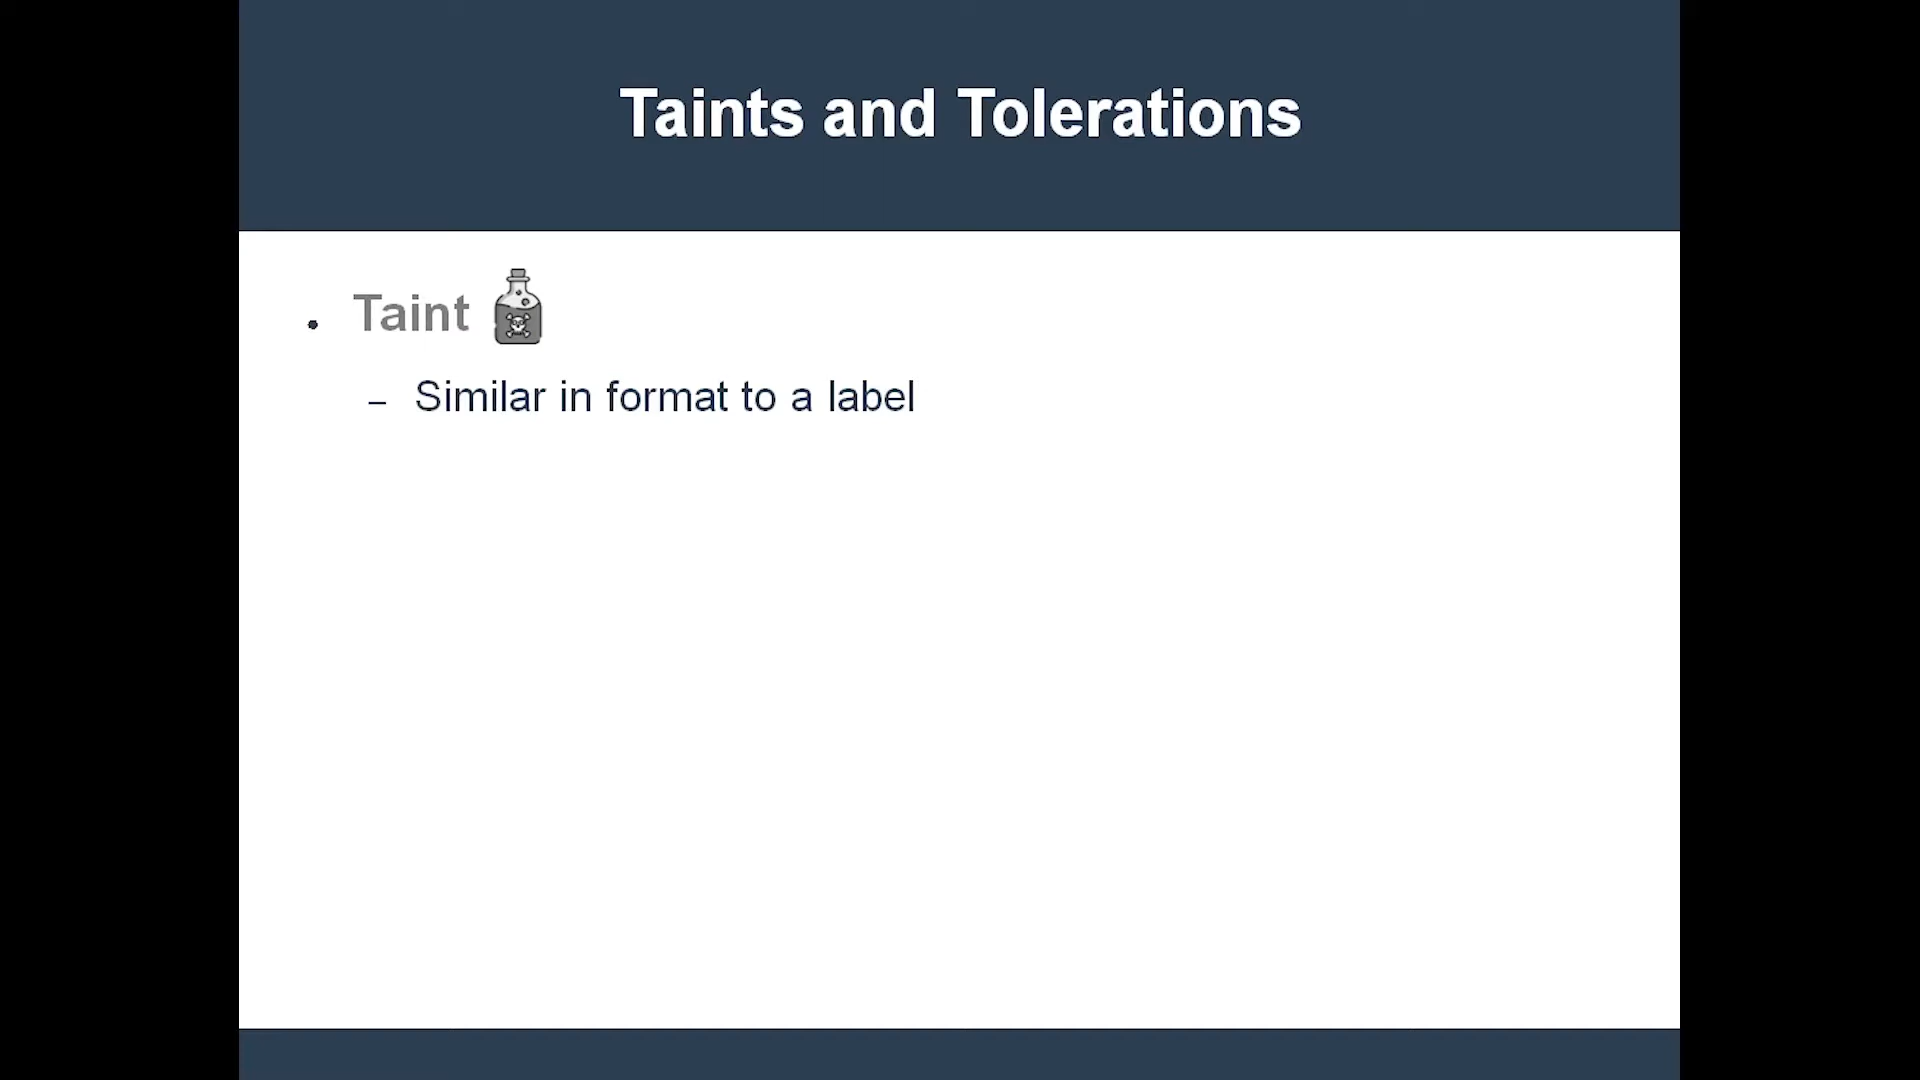 Taints and Tolerations
• Taint
– Similar in format to a label